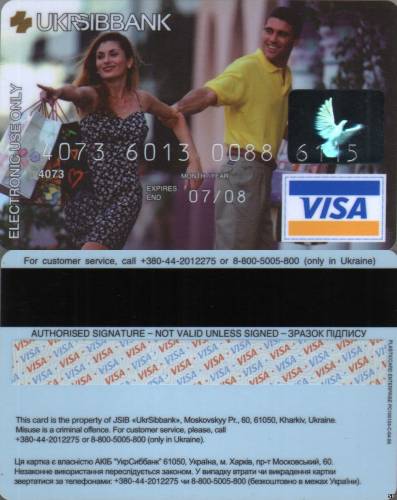 UKRSIBBANK
ELECTRONIC USE ONLY
4073 6013 0088
4073
MONTH/YEAR
EXPIRES END 07/08
VISA
For customer service, call +380-44-2012275 or 8-800-5005-800 (only in Ukraine)
AUTHORISED SIGNATURE – NOT VALID UNLESS SIGNED – ЗРАЗОК ПІДПИСУ
This card is the property of JSIB «UkrSibbank», Moskovskyy Pr., 60, 61050, Kharkiv, Ukraine.
Misuse is a criminal offence. For customer service, please, call
+380-44-2012275 or 8-800-5005-800 (only in Ukraine).
Ця картка є власністю АКІБ "УкрСиббанк" 61050, Україна, м. Харків, пр-т Московський, 60.
Незаконне використання переслідується законом. У випадку втрати чи викрадення картки
звертатися за телефонами: +380-44-2012275 або 8-800-5005-800 (безкоштовно в межах України).